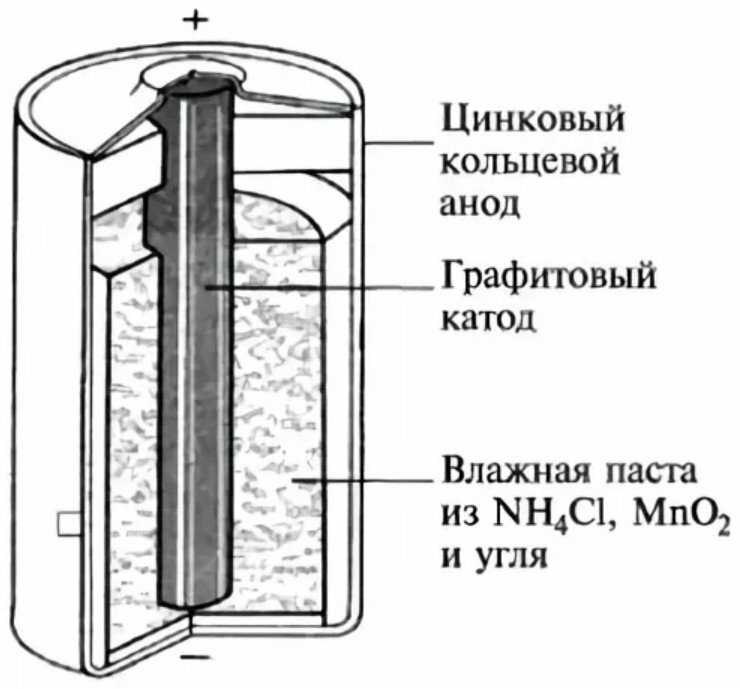 +
Цинковый
кольцевой
анод
Графитовый
катод
Влажная паста
из NH₄Cl, MnO₂
и угля
−